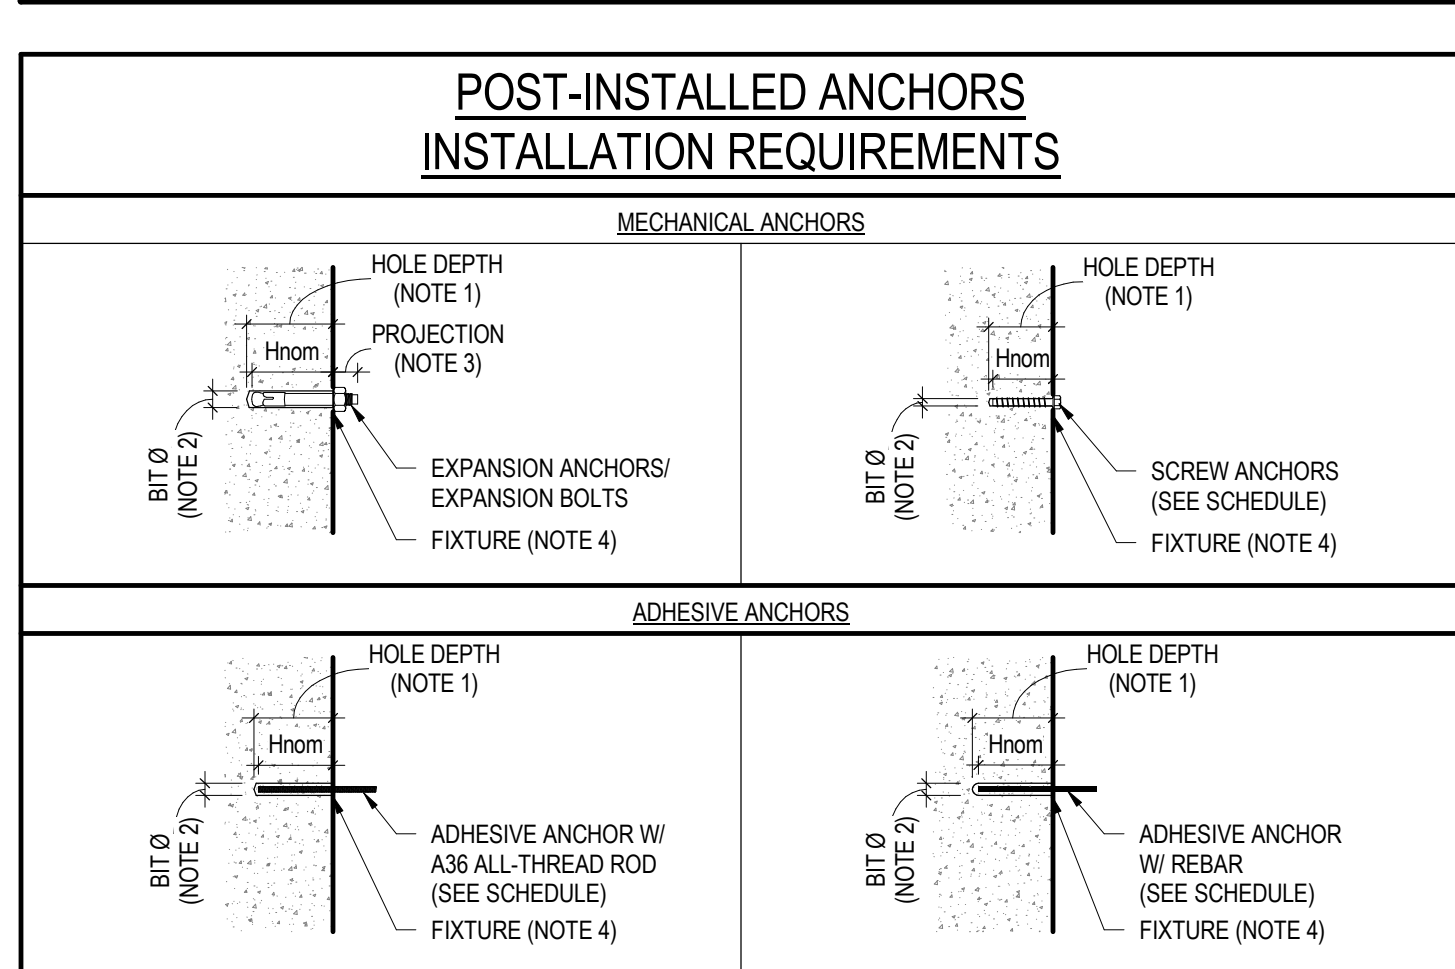 POST-INSTALLED ANCHORS
INSTALLATION REQUIREMENTS
MECHANICAL ANCHORS
HOLE DEPTH
(NOTE 1)
PROJECTION
(NOTE 3)
Hnom
BIT Ø
(NOTE 2)
EXPANSION ANCHORS/
EXPANSION BOLTS
FIXTURE (NOTE 4)
HOLE DEPTH
(NOTE 1)
Hnom
BIT Ø
(NOTE 2)
SCREW ANCHORS
(SEE SCHEDULE)
FIXTURE (NOTE 4)
ADHESIVE ANCHORS
HOLE DEPTH
(NOTE 1)
Hnom
BIT Ø
(NOTE 2)
ADHESIVE ANCHOR W/
A36 ALL-THREAD ROD
(SEE SCHEDULE)
FIXTURE (NOTE 4)
HOLE DEPTH
(NOTE 1)
Hnom
BIT Ø
(NOTE 2)
ADHESIVE ANCHOR
W/ REBAR
(SEE SCHEDULE)
FIXTURE (NOTE 4)